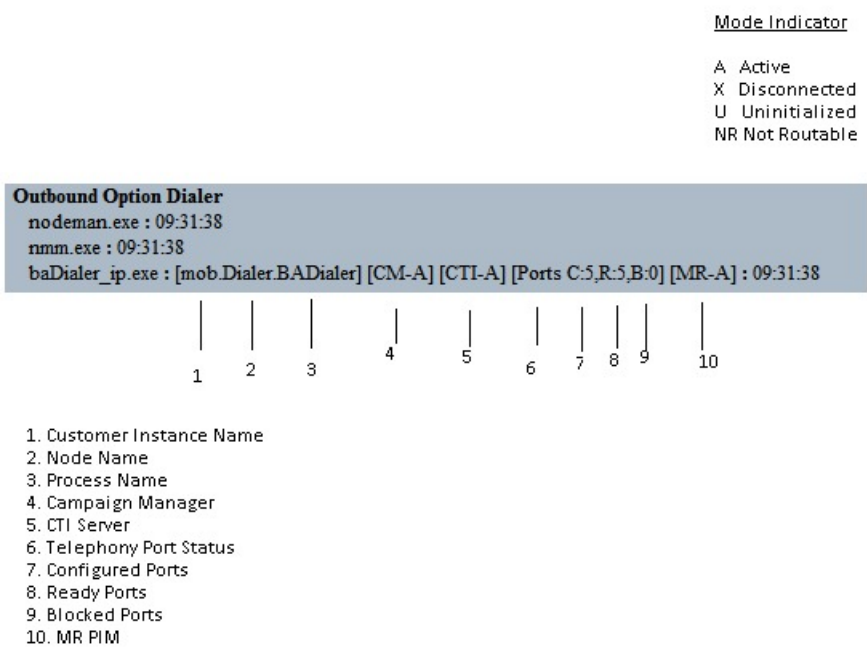 Mode Indicator
A Active
X Disconnected
U Uninitialized
NR Not Routable
Outbound Option Dialer
nodeman.exe : 09:31:38
nmm.exe : 09:31:38
baDialer_ip.exe : [mob.Dialer.BADialer] [CM-A] [CTI-A] [Ports C:5,R:5,B:0] [MR-A] : 09:31:38
1 2 3 4 5 6 7 8 9 10
1. Customer Instance Name
2. Node Name
3. Process Name
4. Campaign Manager
5. CTI Server
6. Telephony Port Status
7. Configured Ports
8. Ready Ports
9. Blocked Ports
10. MR PIM